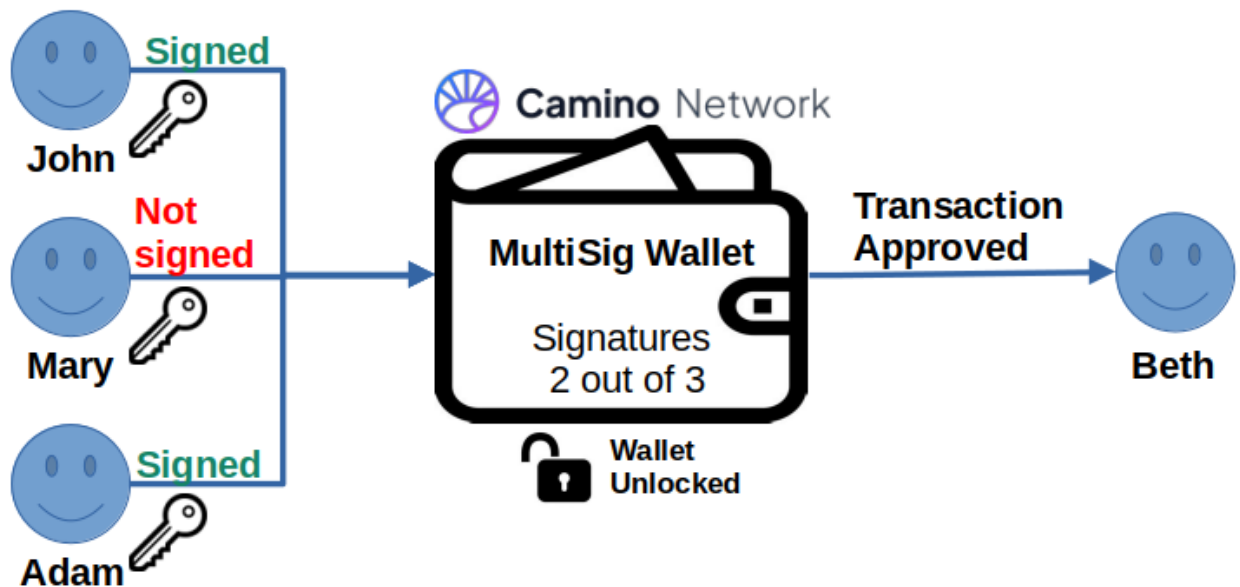 Signed
John
Not
signed
Mary
Signed
Adam
Camino Network
MultiSig Wallet
Signatures
2 out of 3
Wallet
Unlocked
Transaction
Approved
Beth